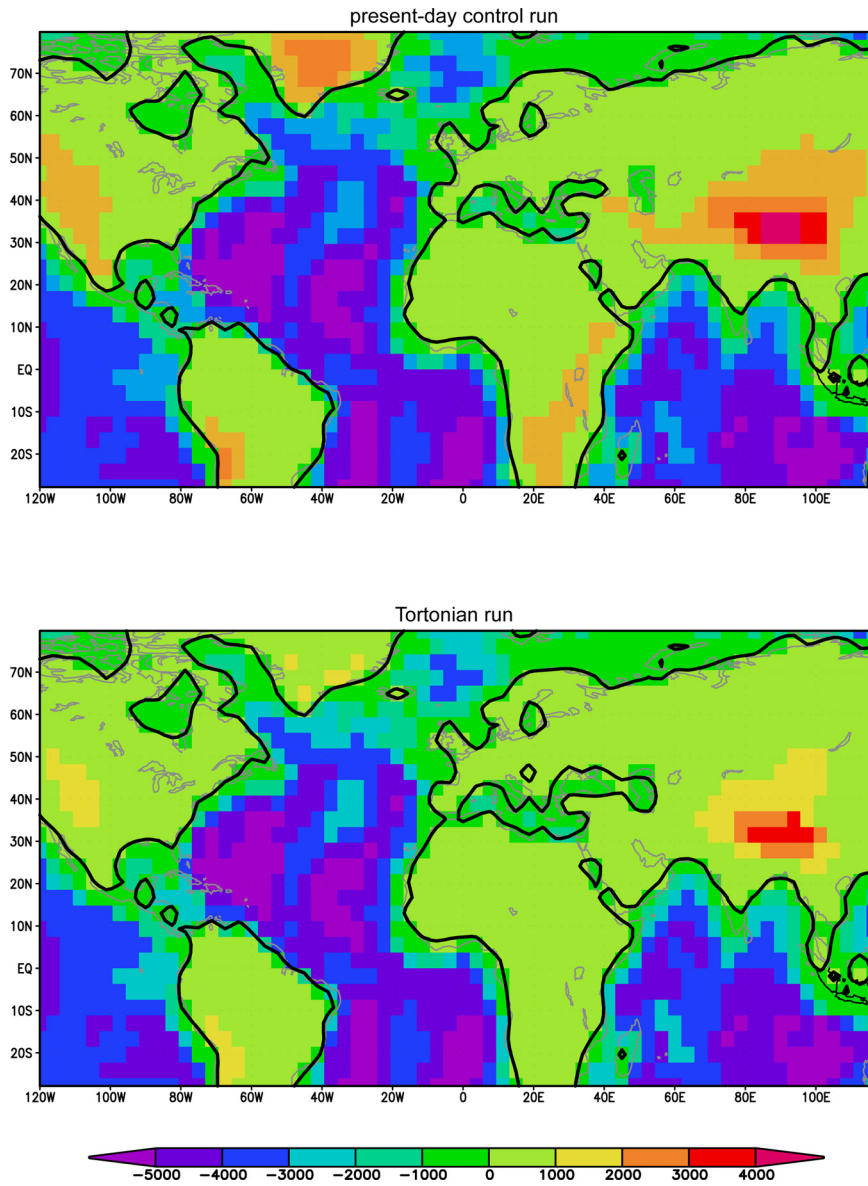 present-day control run
70N
60N
50N
40N
30N
20N
10N
EQ
10S
20S
120W 100W 80W 60W 40W 20W 0 20E 40E 60E 80E 100E
Tortonian run
70N
60N
50N
40N
30N
20N
10N
EQ
10S
20S
120W 100W 80W 60W 40W 20W 0 20E 40E 60E 80E 100E
−5000 −4000 −3000 −2000 −1000 0 1000 2000 3000 4000